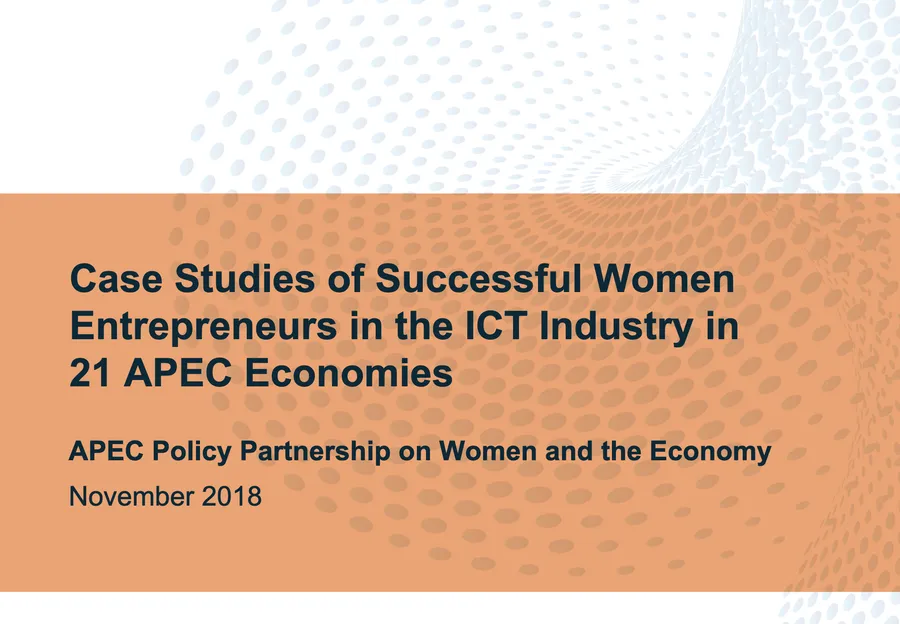 Case Studies of Successful Women
Entrepreneurs in the ICT Industry in
21 APEC Economies
APEC Policy Partnership on Women and the Economy
November 2018